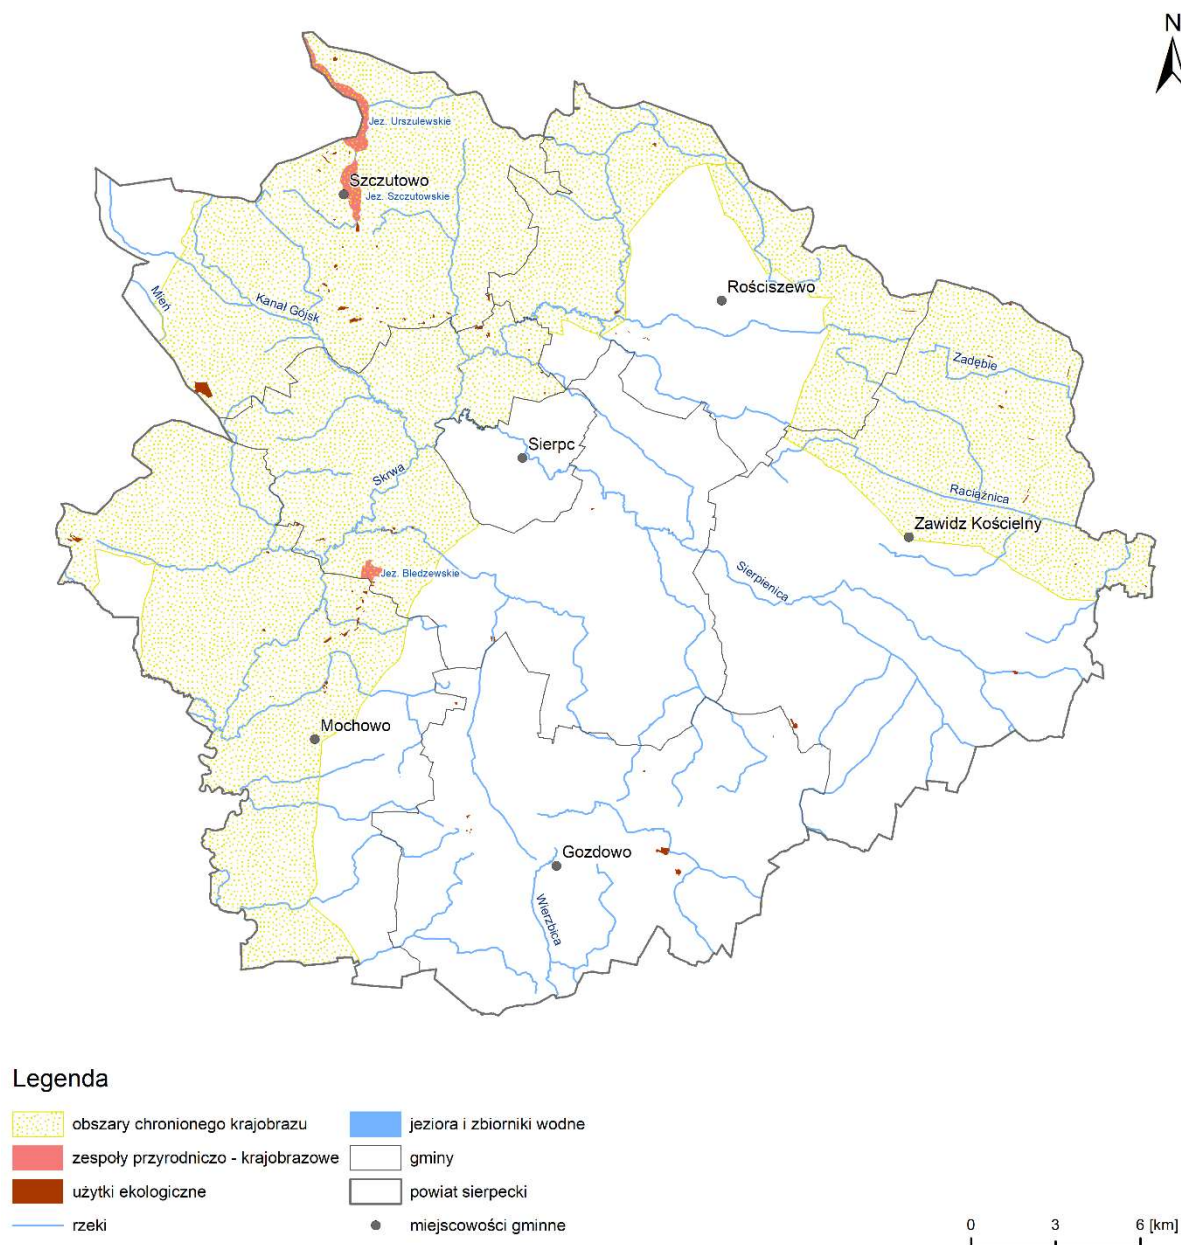 N
Jez. Urszulewskie
Szczutowo
Jez. Szczutowskie
Rościszewo
Mień
Kanał Gójsk
Zadębie
Sierpc
Skrwa
Raciążnica
Zawidz Kościelny
Jez. Bledzewskie
Sierpienica
Mochowo
Gozdowo
Wierzbica
Legenda
obszary chronionego krajobrazu
jeziora i zbiorniki wodne
zespoły przyrodniczo - krajobrazowe
gminy
użytki ekologiczne
powiat sierpecki
rzeki
miejscowości gminne
0 3 6 [km]